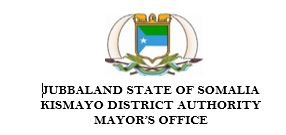 JUBBALAND STATE OF SOMALIA
KISMAYO DISTRICT AUTHORITY
MAYOR'S OFFICE